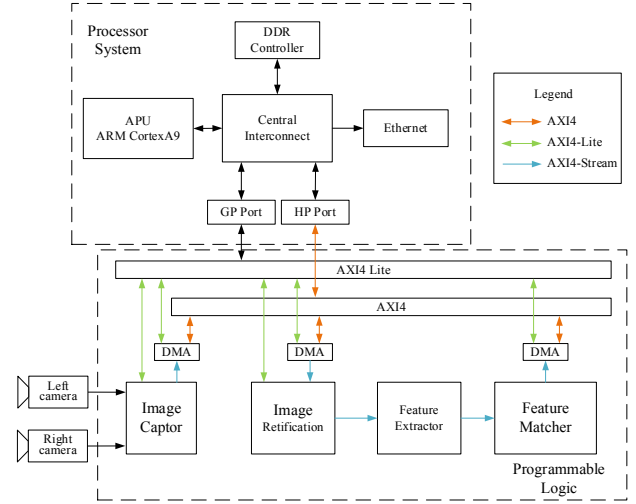 Processor
System
DDR
Controller
APU
ARM CortexA9
Central
Interconnect
Ethernet
GP Port
HP Port
Legend
AXI4
AXI4-Lite
AXI4-Stream
AXI4 Lite
AXI4
DMA
DMA
DMA
Left
camera
Right
camera
Image
Captor
Image
Retification
Feature
Extractor
Feature
Matcher
Programmable
Logic